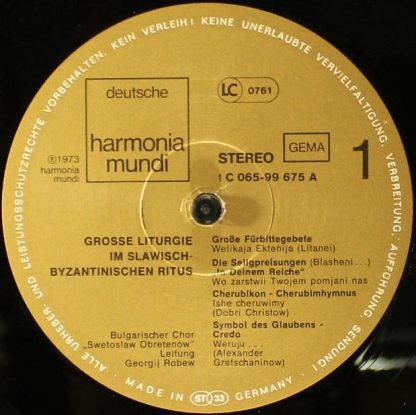 ALLE URHEBER- UND LEISTUNGSSCHUTZRECHTE VORBEHALTEN. KEIN VERLEIH! KEINE UNERLAUBTE VERVIELFÄLTIGUNG, VERBREITUNG, AUFFÜHRUNG, SENDUNG!
deutsche
harmonia
mundi
LC 0761
℗1973
harmonia
mundi
STEREO
GEMA
1
1 C 065-99 675 A
GROSSE LITURGIE
IM SLAWISCH-
BYZANTINISCHEN RITUS
Große Fürbittegebete
Welikaja Ektenija (Litanei)
Die Seligpreisungen (Blasheni...)
"In Deinem Reiche"
Wo zarstwii Twojem pomjani nas
Cherubikon - Cherubimhymnus
Ishe cheruwimy
(Dobri Christow)
Symbol des Glaubens -
Credo
Weruju...
(Alexander
Gretschaninow)
Bulgarischer Chor
„Swetoslaw Obretenow"
Leitung
Georgij Robew
MADE IN GERMANY
ST 33